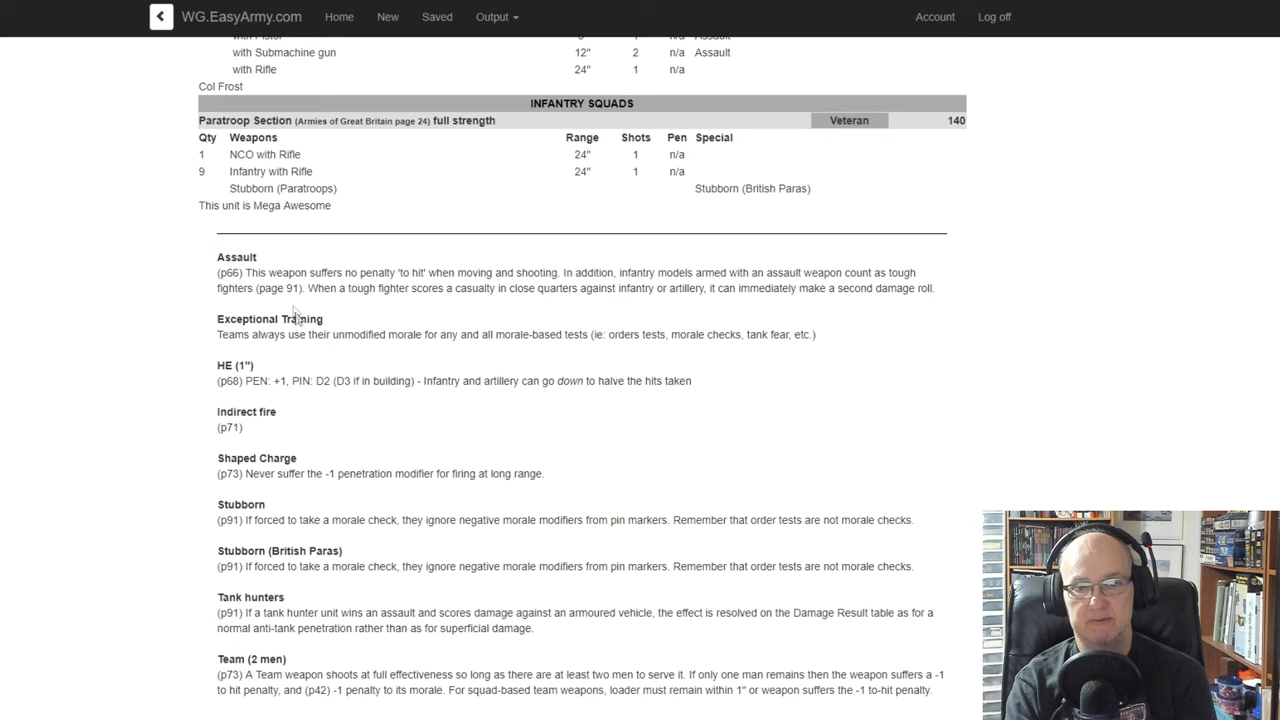 WG.EasyArmy.com Home New Saved Output Account Log off
with Pistol 6" 1 n/a Assault
with Submachine gun 12" 2 n/a Assault
with Rifle 24" 1 n/a
Col Frost
INFANTRY SQUADS
Paratroop Section (Armies of Great Britain page 24) full strength Veteran 140
Qty Weapons Range Shots Pen Special
1 NCO with Rifle 24" 1 n/a
9 Infantry with Rifle 24" 1 n/a
Stubborn (Paratroops) Stubborn (British Paras)
This unit is Mega Awesome
Assault
(p66) This weapon suffers no penalty 'to hit' when moving and shooting. In addition, infantry models armed with an assault weapon count as tough
fighters (page 91). When a tough fighter scores a casualty in close quarters against infantry or artillery, it can immediately make a second damage roll.
Exceptional Training
Teams always use their unmodified morale for any and all morale-based tests (ie: orders tests, morale checks, tank fear, etc.)
HE (1")
(p68) PEN: +1, PIN: D2 (D3 if in building) - Infantry and artillery can go down to halve the hits taken
Indirect fire
(p71)
Shaped Charge
(p73) Never suffer the -1 penetration modifier for firing at long range.
Stubborn
(p91) If forced to take a morale check, they ignore negative morale modifiers from pin markers. Remember that order tests are not morale checks.
Stubborn (British Paras)
(p91) If forced to take a morale check, they ignore negative morale modifiers from pin markers. Remember that order tests are not morale checks.
Tank hunters
(p91) If a tank hunter unit wins an assault and scores damage against an armoured vehicle, the effect is resolved on the Damage Result table as for a
normal anti-tank penetration rather than as for superficial damage.
Team (2 men)
(p73) A Team weapon shoots at full effectiveness so long as there are at least two men to serve it. If only one man remains then the weapon suffers a -1
to hit penalty, and (p42) -1 penalty to its morale. For squad-based team weapons, loader must remain within 1" or weapon suffers the -1 to-hit penalty.